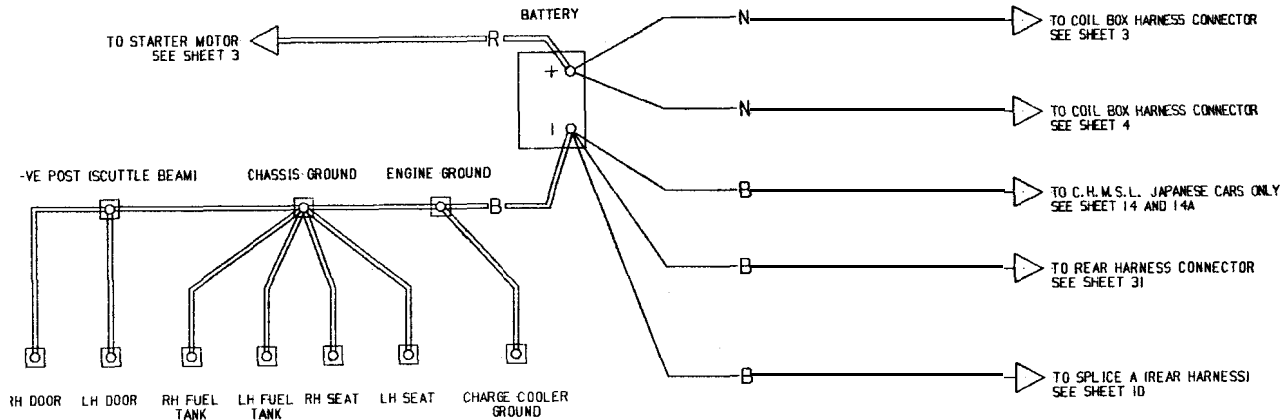 BATTERY
TO STARTER MOTOR
SEE SHEET 3
R
N
TO COIL BOX HARNESS CONNECTOR
SEE SHEET 3
+
N
TO COIL BOX HARNESS CONNECTOR
SEE SHEET 4
-VE POST (SCUTTLE BEAM)
CHASSIS GROUND
ENGINE GROUND
B
B
TO C.H.M.S.L. JAPANESE CARS ONLY
SEE SHEET 14 AND 14A
B
TO REAR HARNESS CONNECTOR
SEE SHEET 31
B
TO SPLICE A (REAR HARNESS)
SEE SHEET 10
RH DOOR
LH DOOR
RH FUEL
TANK
LH FUEL
TANK
RH SEAT
LH SEAT
CHARGE COOLER
GROUND